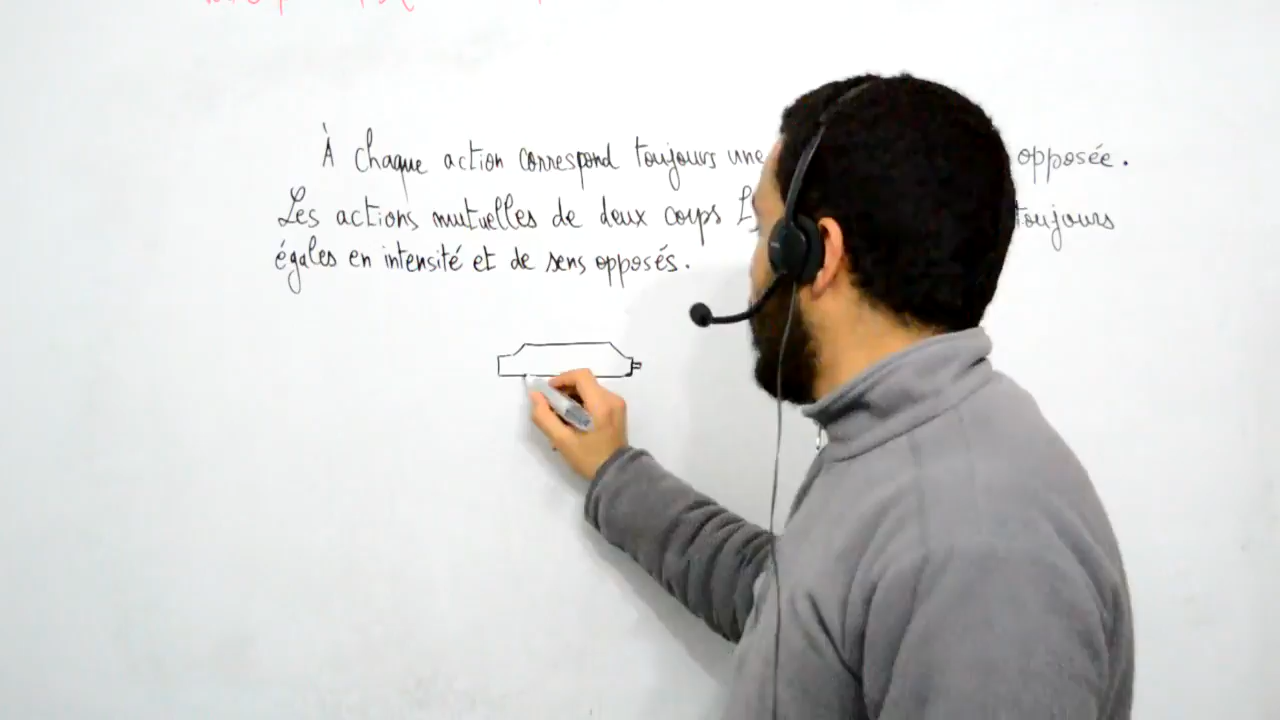 À chaque action correspond toujours une opposée.
Les actions mutuelles de deux corps toujours
égales en intensité et de sens opposés.